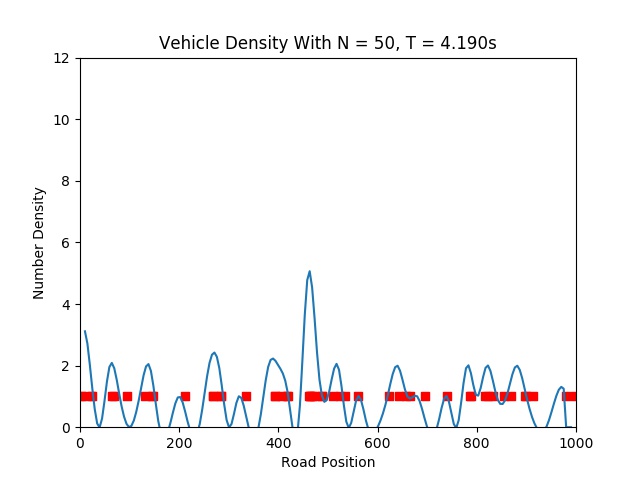 Vehicle Density With N = 50, T = 4.190s
12
10
8
6
4
2
0
Number Density
0 200 400 600 800 1000
Road Position